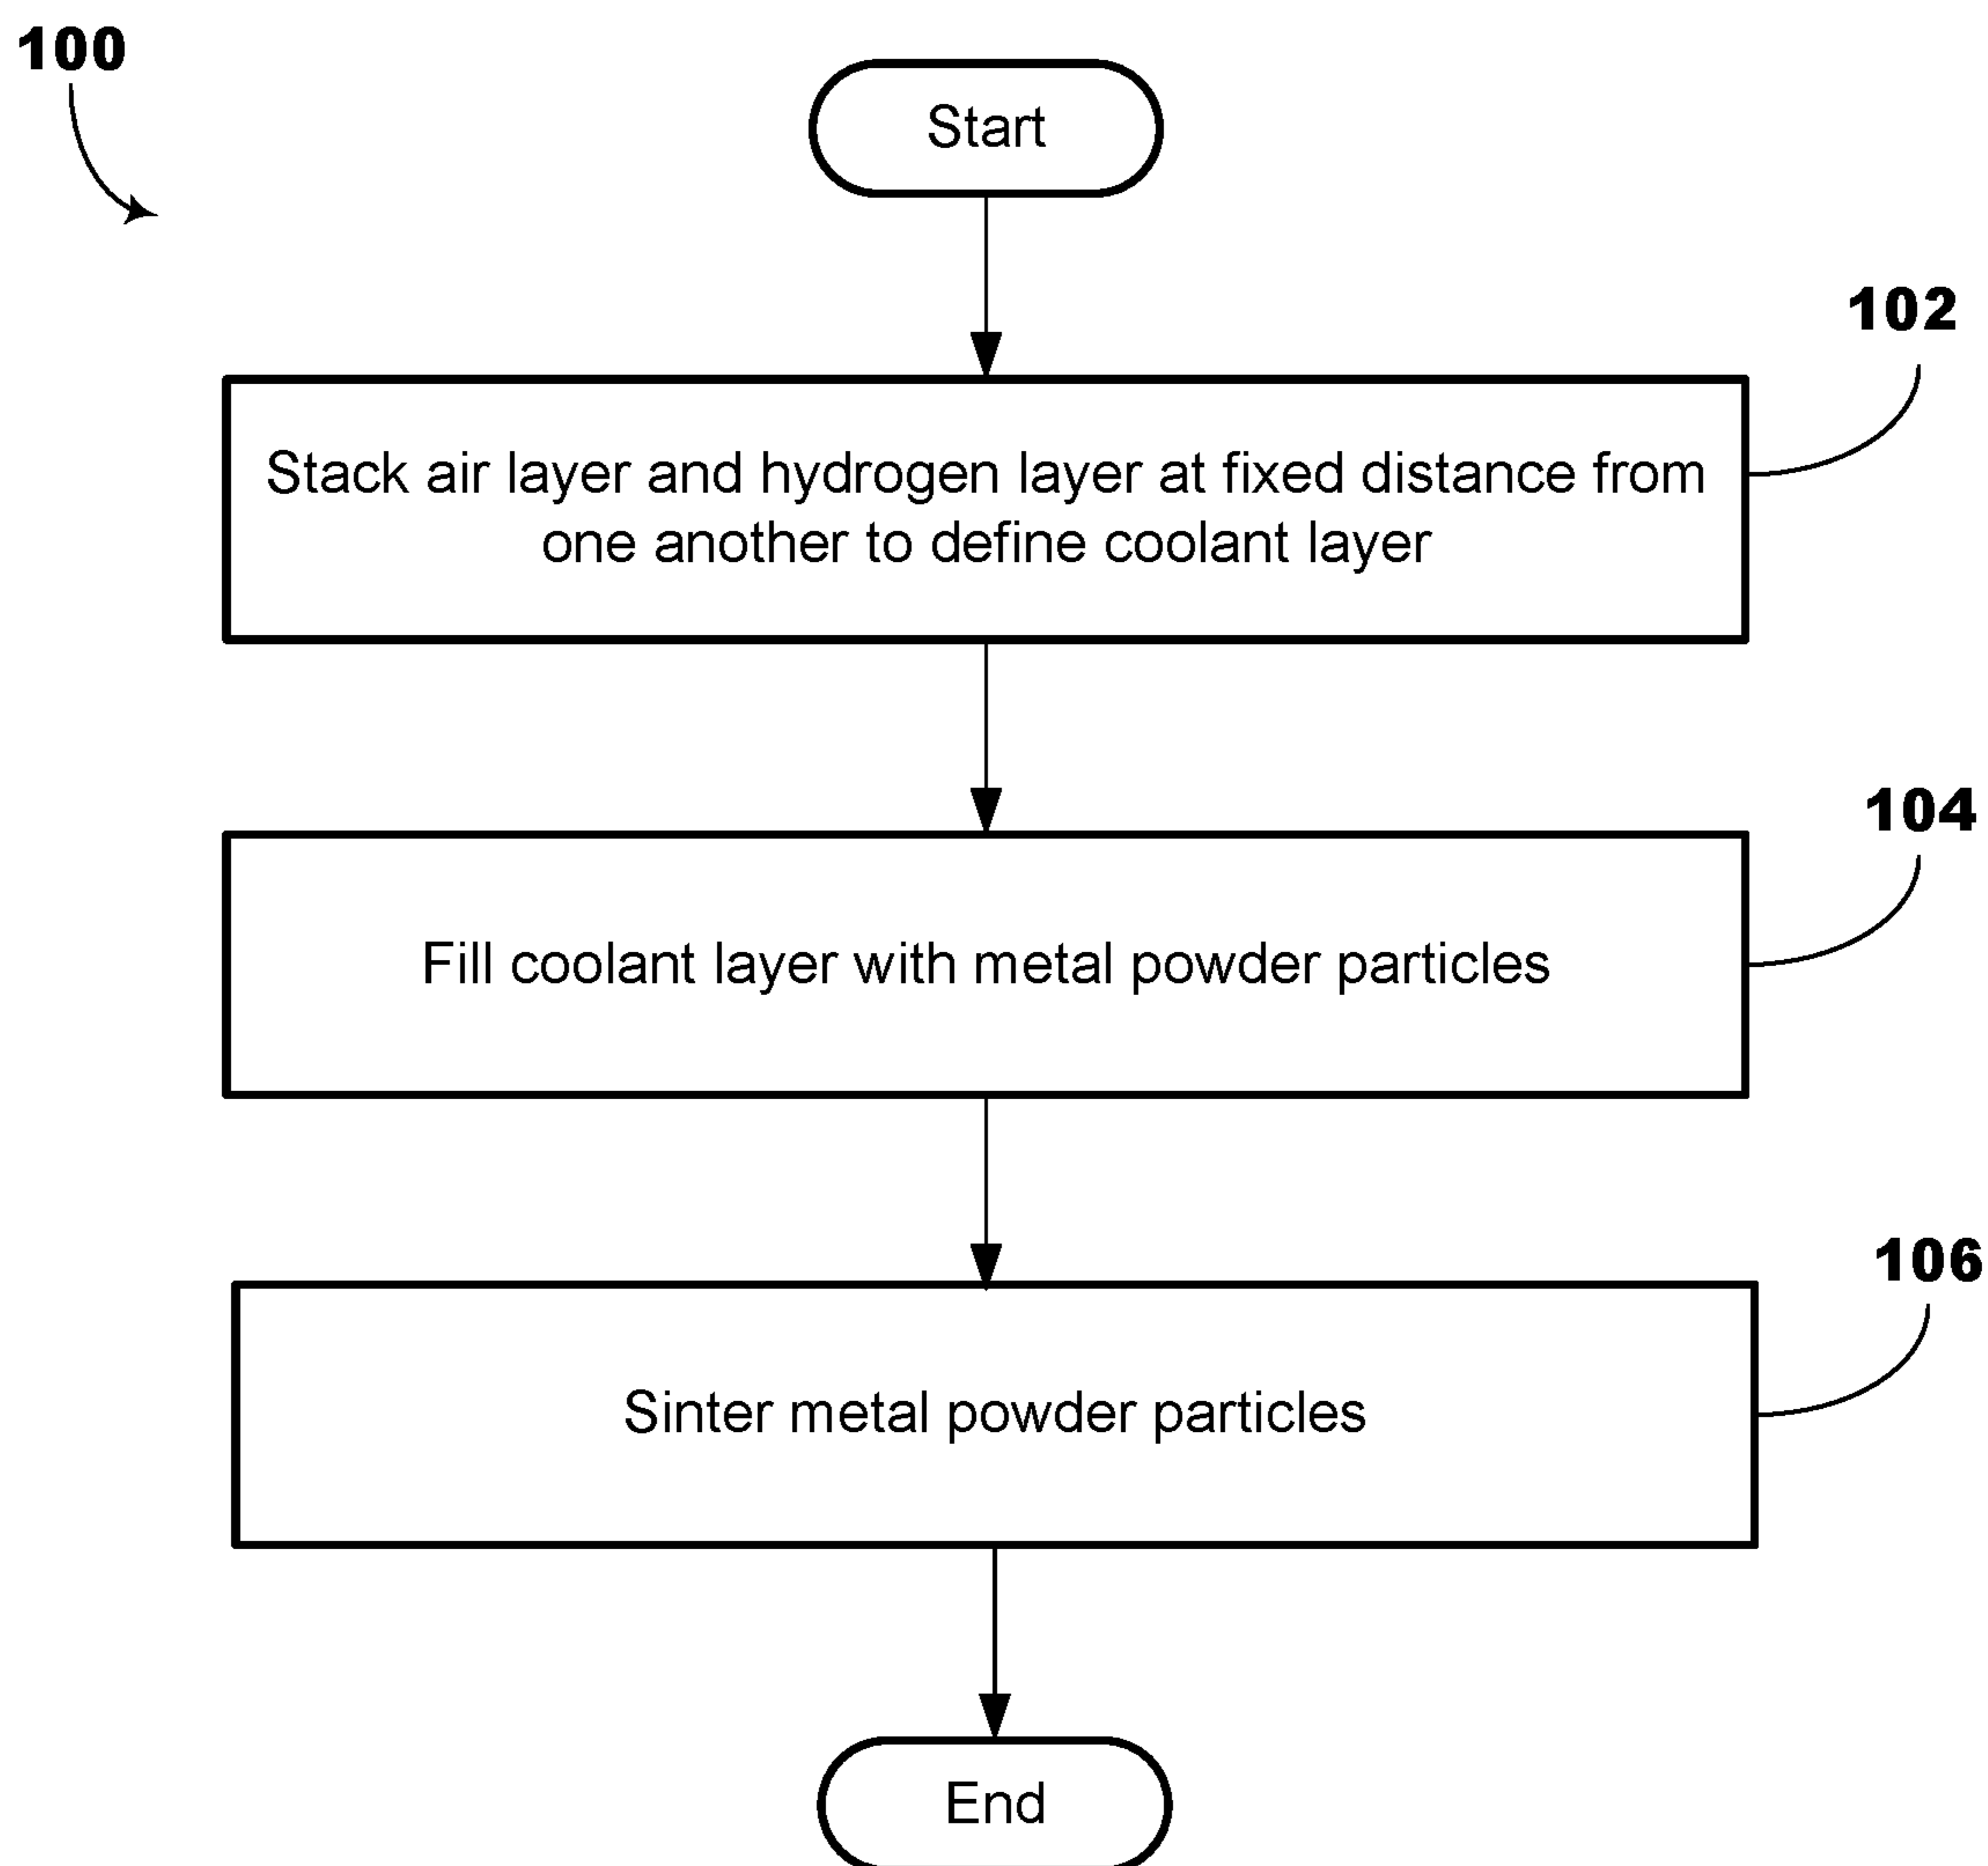 100
Start
102
Stack air layer and hydrogen layer at fixed distance from
one another to define coolant layer
104
Fill coolant layer with metal powder particles
106
Sinter metal powder particles
End